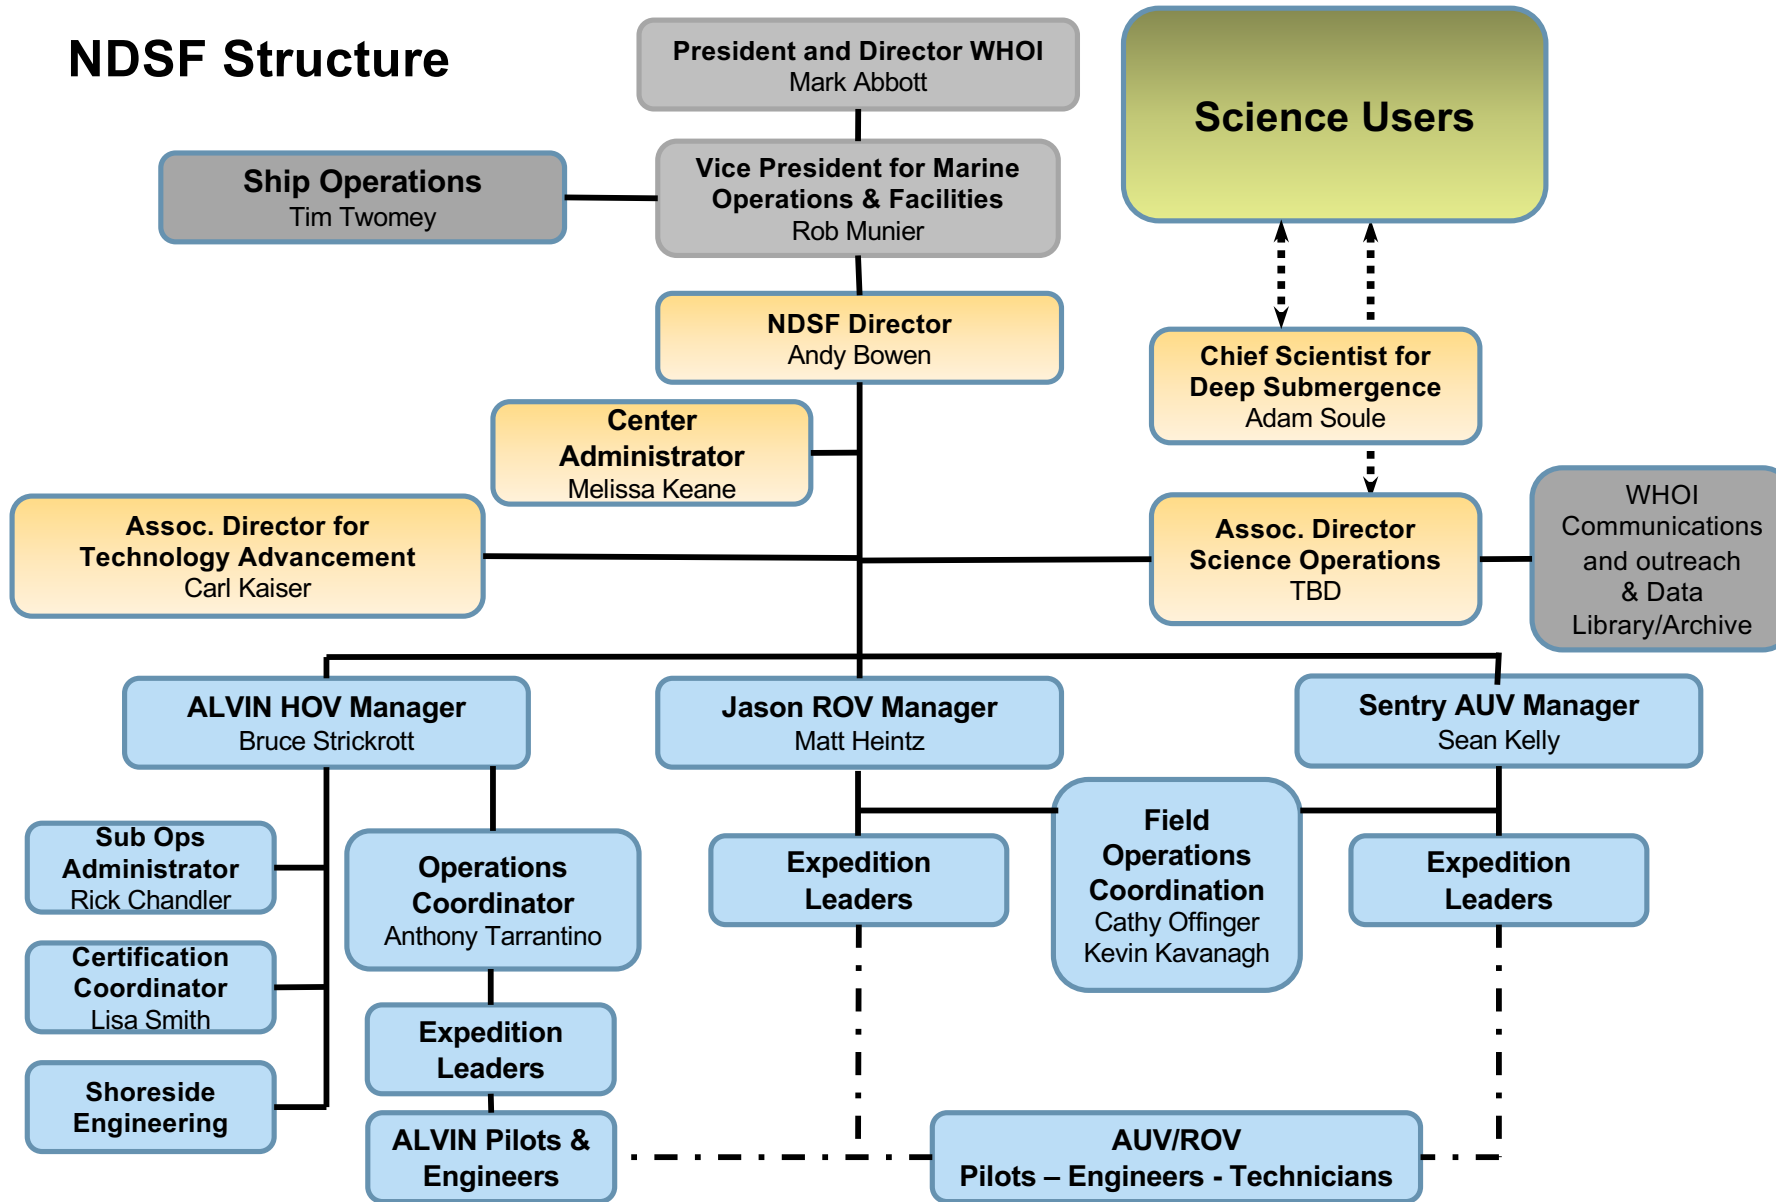 NDSF Structure
President and Director WHOI
Mark Abbott
Science Users
Ship Operations
Tim Twomey
Vice President for Marine
Operations & Facilities
Rob Munier
NDSF Director
Andy Bowen
Chief Scientist for
Deep Submergence
Adam Soule
Center
Administrator
Melissa Keane
Assoc. Director for
Technology Advancement
Carl Kaiser
Assoc. Director
Science Operations
TBD
WHOI
Communications
and outreach
& Data
Library/Archive
ALVIN HOV Manager
Bruce Strickrott
Jason ROV Manager
Matt Heintz
Sentry AUV Manager
Sean Kelly
Sub Ops
Administrator
Rick Chandler
Operations
Coordinator
Anthony Tarrantino
Expedition
Leaders
Field
Operations
Coordination
Cathy Offinger
Kevin Kavanagh
Expedition
Leaders
Certification
Coordinator
Lisa Smith
Expedition
Leaders
Shoreside
Engineering
ALVIN Pilots &
Engineers
AUV/ROV
Pilots – Engineers - Technicians